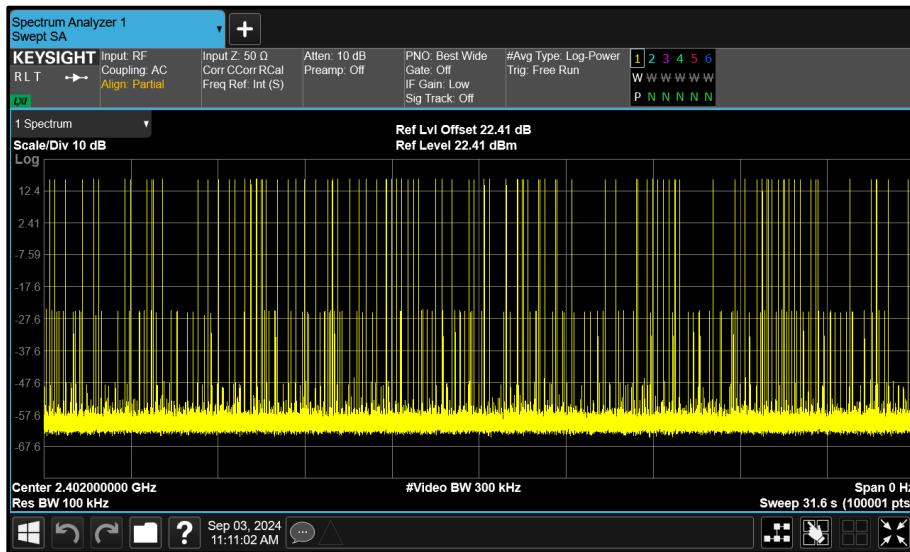 Spectrum Analyzer 1
Swept SA
KEYSIGHT
R L T
LXI
Input: RF
Coupling: AC
Align: Partial
Input Z: 50 Ω
Corr CCorr RCal
Freq Ref: Int (S)
Atten: 10 dB
Preamp: Off
PNO: Best Wide
Gate: Off
IF Gain: Low
Sig Track: Off
#Avg Type: Log-Power
Trig: Free Run
1 2 3 4 5 6
W W W W W W
P N N N N N
1 Spectrum
Scale/Div 10 dB
Ref Lvl Offset 22.41 dB
Ref Level 22.41 dBm
Log
12.4
2.41
-7.59
-17.6
-27.6
-37.6
-47.6
-57.6
-67.6
Center 2.402000000 GHz
#Video BW 300 kHz
Span 0 Hz
Res BW 100 kHz
Sweep 31.6 s (100001 pts
Sep 03, 2024
11:11:02 AM